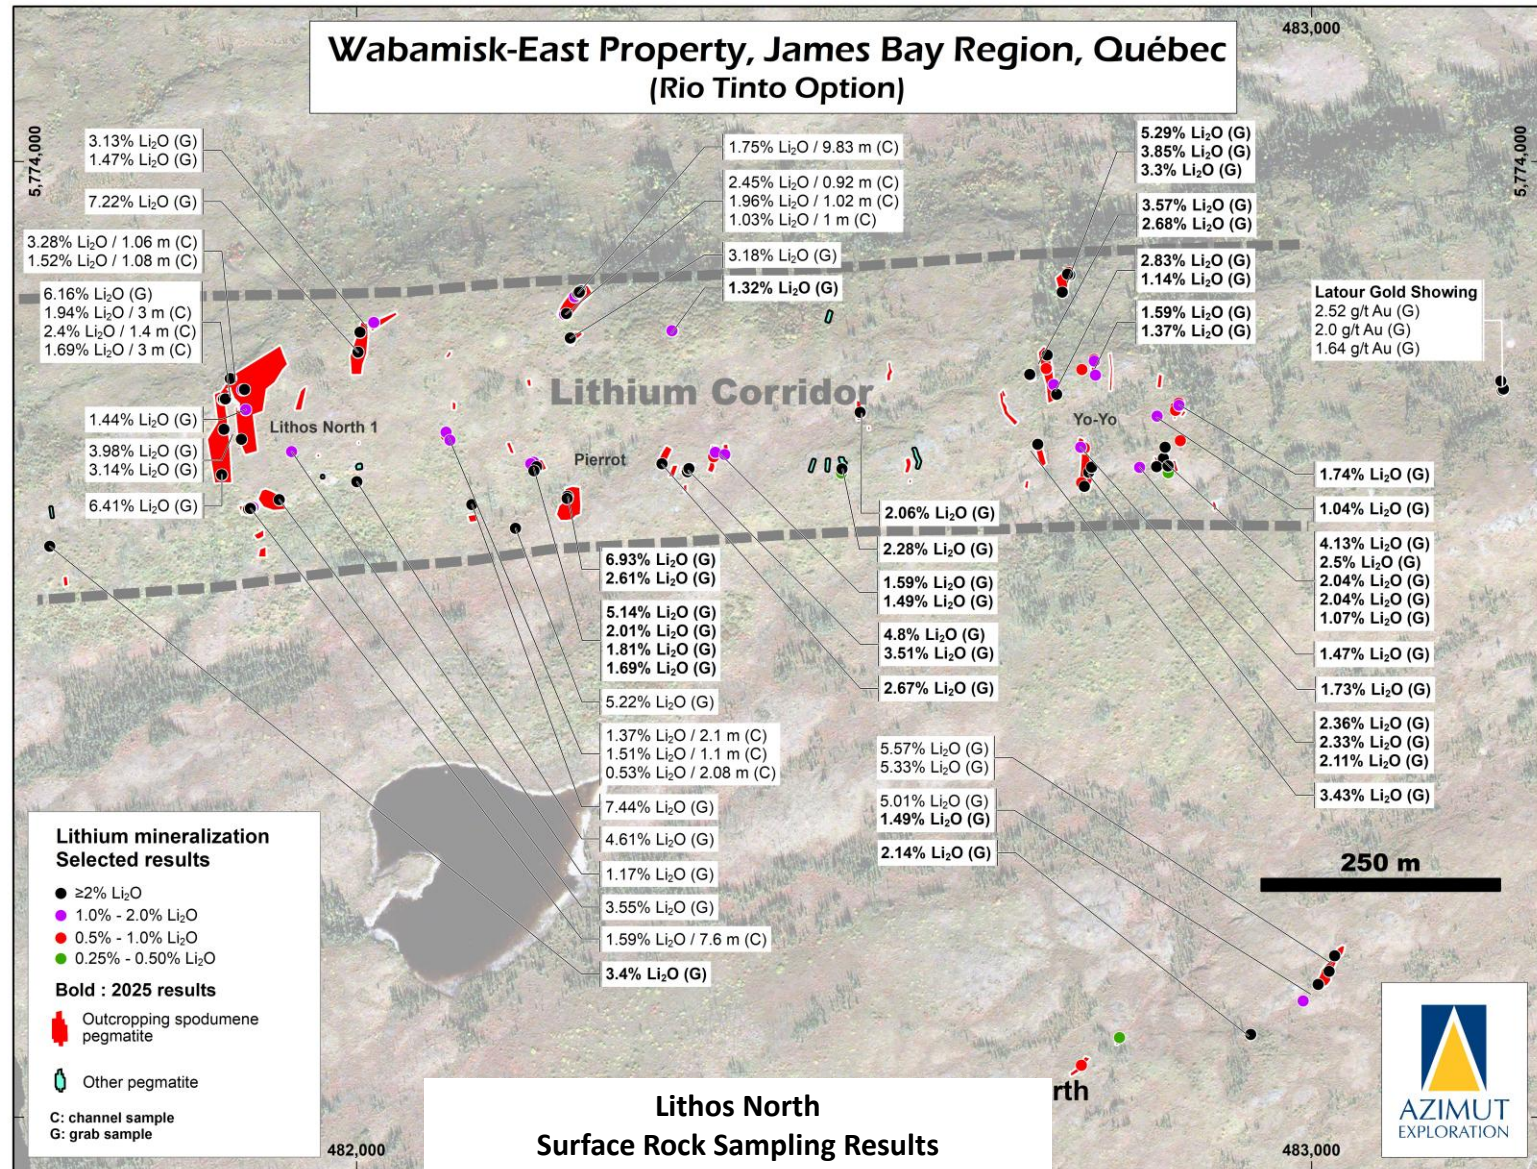 Wabamisk-East Property, James Bay Region, Québec
(Rio Tinto Option)
483,000
5,774,000
5,774,000
3.13% Li₂O (G)
1.47% Li₂O (G)
7.22% Li₂O (G)
3.28% Li₂O / 1.06 m (C)
1.52% Li₂O / 1.08 m (C)
6.16% Li₂O (G)
1.94% Li₂O / 3 m (C)
2.4% Li₂O / 1.4 m (C)
1.69% Li₂O / 3 m (C)
1.44% Li₂O (G)
3.98% Li₂O (G)
3.14% Li₂O (G)
6.41% Li₂O (G)
1.75% Li₂O / 9.83 m (C)
2.45% Li₂O / 0.92 m (C)
1.96% Li₂O / 1.02 m (C)
1.03% Li₂O / 1 m (C)
3.18% Li₂O (G)
1.32% Li₂O (G)
5.29% Li₂O (G)
3.85% Li₂O (G)
3.3% Li₂O (G)
3.57% Li₂O (G)
2.68% Li₂O (G)
2.83% Li₂O (G)
1.14% Li₂O (G)
1.59% Li₂O (G)
1.37% Li₂O (G)
Latour Gold Showing
2.52 g/t Au (G)
2.0 g/t Au (G)
1.64 g/t Au (G)
Lithium Corridor
Lithos North 1
Pierrot
Yo-Yo
6.93% Li₂O (G)
2.61% Li₂O (G)
5.14% Li₂O (G)
2.01% Li₂O (G)
1.81% Li₂O (G)
1.69% Li₂O (G)
5.22% Li₂O (G)
1.37% Li₂O / 2.1 m (C)
1.51% Li₂O / 1.1 m (C)
0.53% Li₂O / 2.08 m (C)
7.44% Li₂O (G)
4.61% Li₂O (G)
1.17% Li₂O (G)
3.55% Li₂O (G)
1.59% Li₂O / 7.6 m (C)
3.4% Li₂O (G)
2.06% Li₂O (G)
2.28% Li₂O (G)
1.59% Li₂O (G)
1.49% Li₂O (G)
4.8% Li₂O (G)
3.51% Li₂O (G)
2.67% Li₂O (G)
5.57% Li₂O (G)
5.33% Li₂O (G)
5.01% Li₂O (G)
1.49% Li₂O (G)
2.14% Li₂O (G)
1.74% Li₂O (G)
1.04% Li₂O (G)
4.13% Li₂O (G)
2.5% Li₂O (G)
2.04% Li₂O (G)
2.04% Li₂O (G)
1.07% Li₂O (G)
1.47% Li₂O (G)
1.73% Li₂O (G)
2.36% Li₂O (G)
2.33% Li₂O (G)
2.11% Li₂O (G)
3.43% Li₂O (G)
250 m
Lithium mineralization
Selected results
≥2% Li₂O
1.0% - 2.0% Li₂O
0.5% - 1.0% Li₂O
0.25% - 0.50% Li₂O
Bold : 2025 results
Outcropping spodumene
pegmatite
Other pegmatite
C: channel sample
G: grab sample
rth
Lithos North
Surface Rock Sampling Results
482,000
483,000
AZIMUT
EXPLORATION